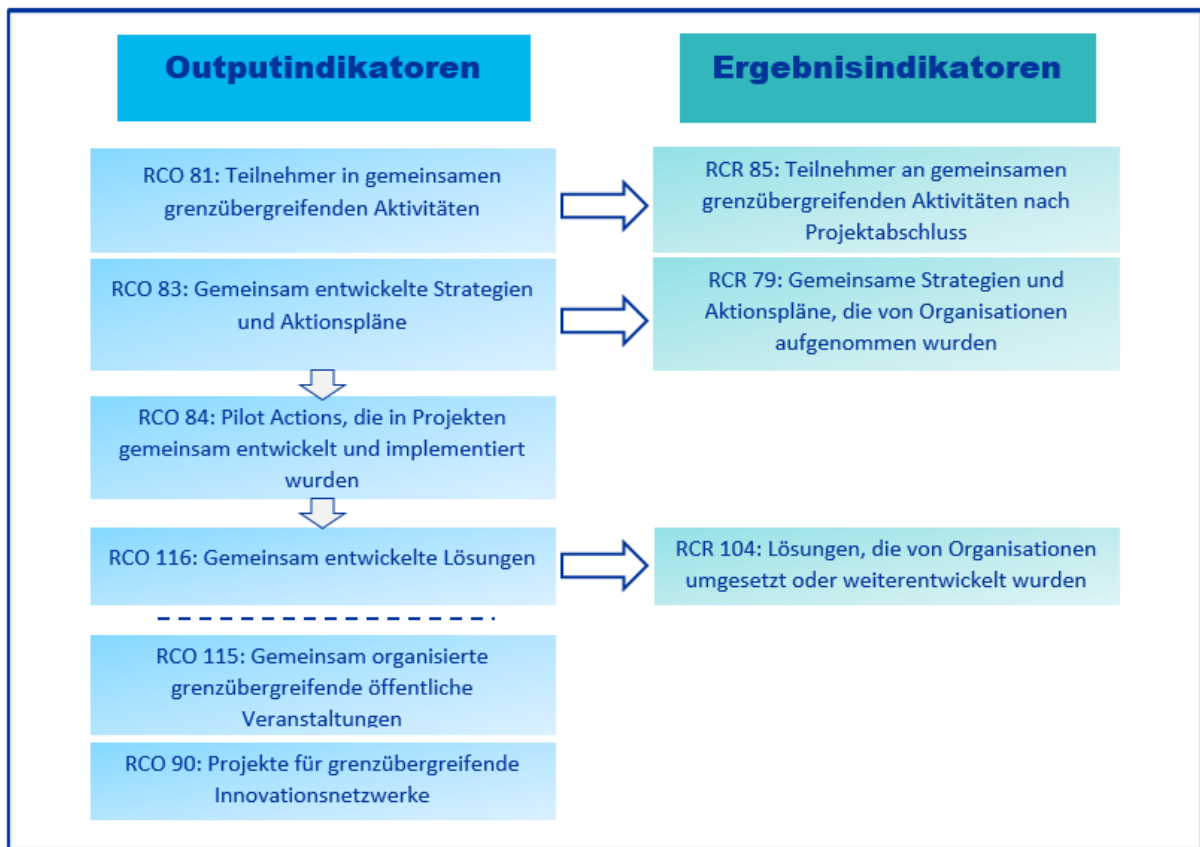 Outputindikatoren
Ergebnisindikatoren
RCO 81: Teilnehmer in gemeinsamen
grenzübergreifenden Aktivitäten
RCR 85: Teilnehmer an gemeinsamen
grenzübergreifenden Aktivitäten nach
Projektabschluss
RCO 83: Gemeinsam entwickelte Strategien
und Aktionspläne
RCR 79: Gemeinsame Strategien und
Aktionspläne, die von Organisationen
aufgenommen wurden
RCO 84: Pilot Actions, die in Projekten
gemeinsam entwickelt und implementiert
wurden
RCO 116: Gemeinsam entwickelte Lösungen
RCR 104: Lösungen, die von Organisationen
umgesetzt oder weiterentwickelt wurden
RCO 115: Gemeinsam organisierte
grenzübergreifende öffentliche
Veranstaltungen
RCO 90: Projekte für grenzübergreifende
Innovationsnetzwerke